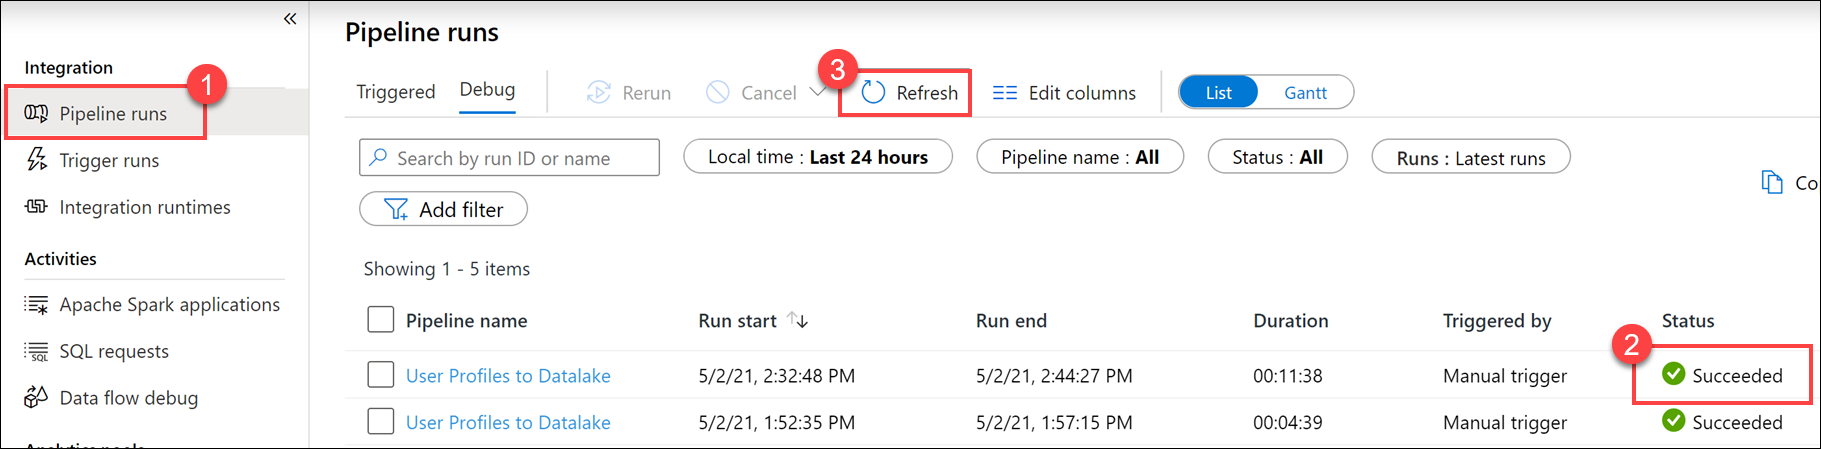 Integration
1
Pipeline runs
Trigger runs
Integration runtimes
Activities
Apache Spark applications
SQL requests
Data flow debug
Pipeline runs
Triggered Debug Rerun Cancel 3 Refresh Edit columns List Gantt
Search by run ID or name Local time : Last 24 hours Pipeline name : All Status : All Runs : Latest runs
Co
Add filter
Showing 1 - 5 items
Pipeline name Run start Run end Duration Triggered by Status
2
User Profiles to Datalake 5/2/21, 2:32:48 PM 5/2/21, 2:44:27 PM 00:11:38 Manual trigger Succeeded
User Profiles to Datalake 5/2/21, 1:52:35 PM 5/2/21, 1:57:15 PM 00:04:39 Manual trigger Succeeded